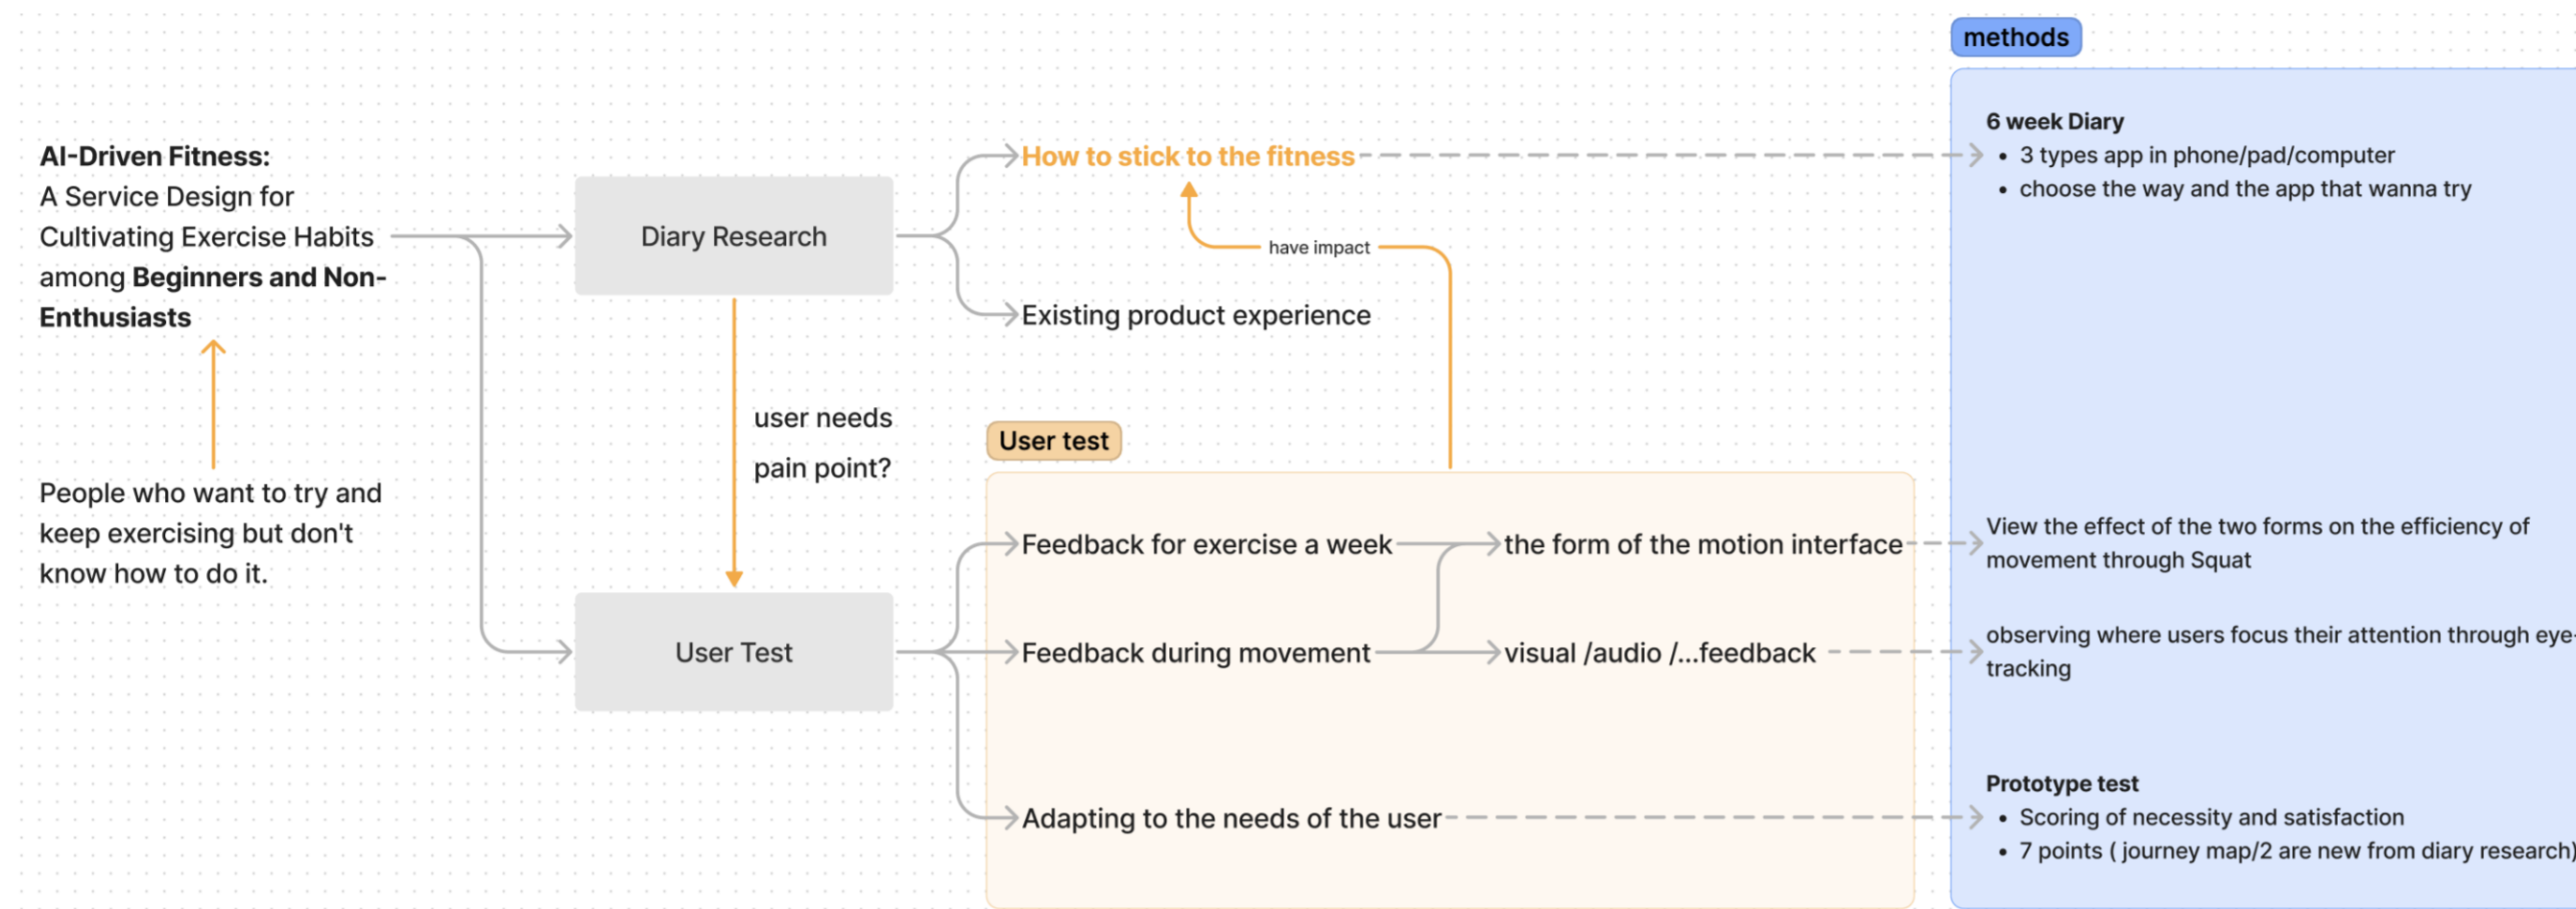 AI-Driven Fitness:
A Service Design for
Cultivating Exercise Habits
among Beginners and Non-
Enthusiasts
People who want to try and
keep exercising but don't
know how to do it.
Diary Research
user needs
pain point?
User Test
How to stick to the fitness
have impact
Existing product experience
User test
Feedback for exercise a week
the form of the motion interface
Feedback during movement
visual /audio /...feedback
Adapting to the needs of the user
methods
6 week Diary
• 3 types app in phone/pad/computer
• choose the way and the app that wanna try
View the effect of the two forms on the efficiency of
movement through Squat
observing where users focus their attention through eye-
tracking
Prototype test
• Scoring of necessity and satisfaction
• 7 points ( journey map/2 are new from diary research)